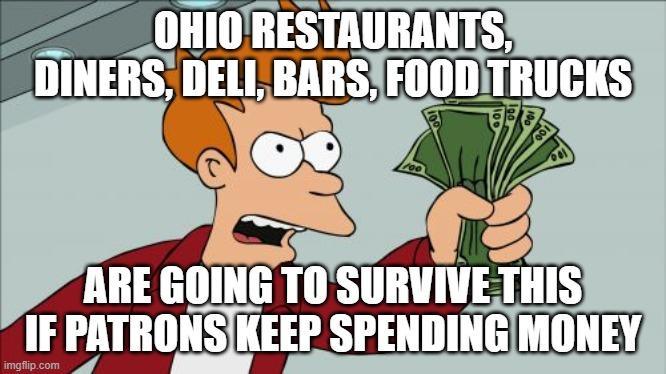 OHIO RESTAURANTS,
DINERS, DELI, BARS, FOOD TRUCKS
100
ARE GOING TO SURVIVE THIS
IF PATRONS KEEP SPENDING MONEY
imgflip.com